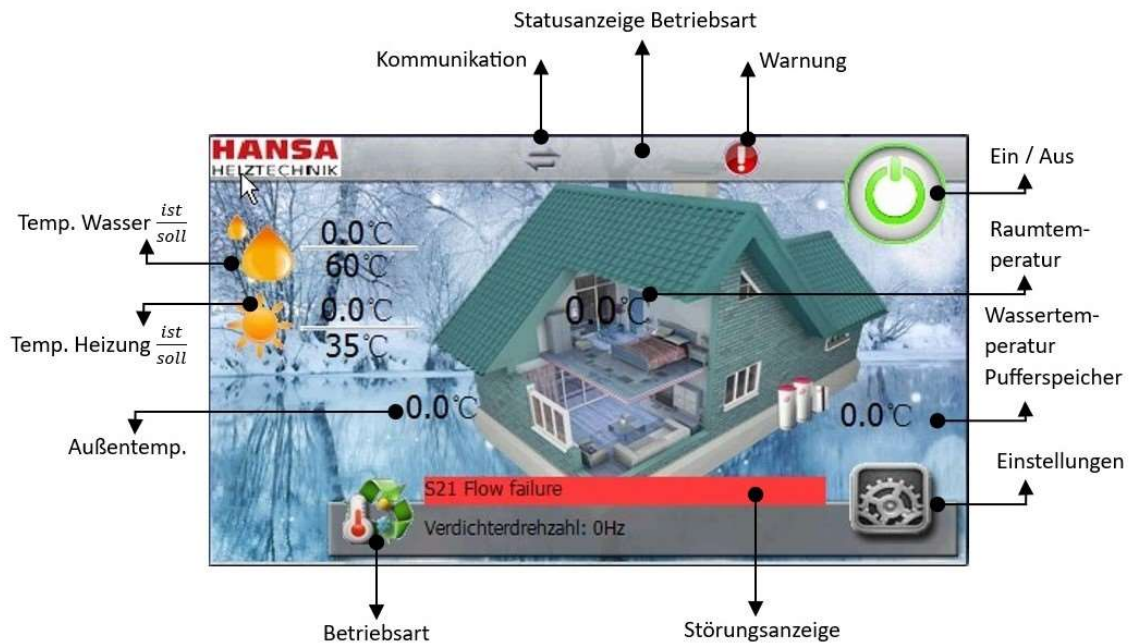 Statusanzeige Betriebsart
Kommunikation
Warnung
HANSA
HEIZTECHNIK
Ein / Aus
Temp. Wasser ist/soll
0.0℃
60℃
Raumtem-
peratur
0.0℃
0.0℃
35℃
Temp. Heizung ist/soll
Wassertem-
peratur
Pufferspeicher
0.0℃
0.0℃
Außentemp.
Einstellungen
S21 Flow failure
Verdichterdrehzahl: 0Hz
Betriebsart
Störungsanzeige